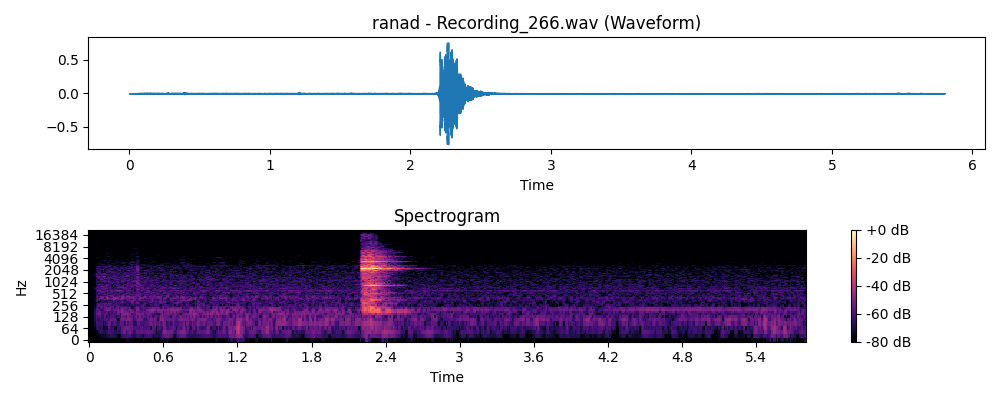 ranad - Recording_266.wav (Waveform)
0.5
0.0
−0.5
0 1 2 3 4 5 6
Time
Spectrogram
16384
8192
4096
2048
1024
512
256
128
64
0
Hz
0 0.6 1.2 1.8 2.4 3 3.6 4.2 4.8 5.4
Time
+0 dB
-20 dB
-40 dB
-60 dB
-80 dB